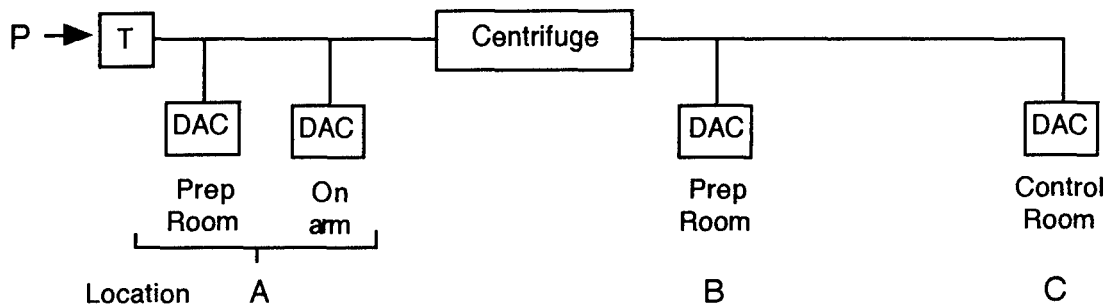 P T Centrifuge
DAC DAC DAC DAC
Prep On Prep Control
Room arm Room Room
Location A B C